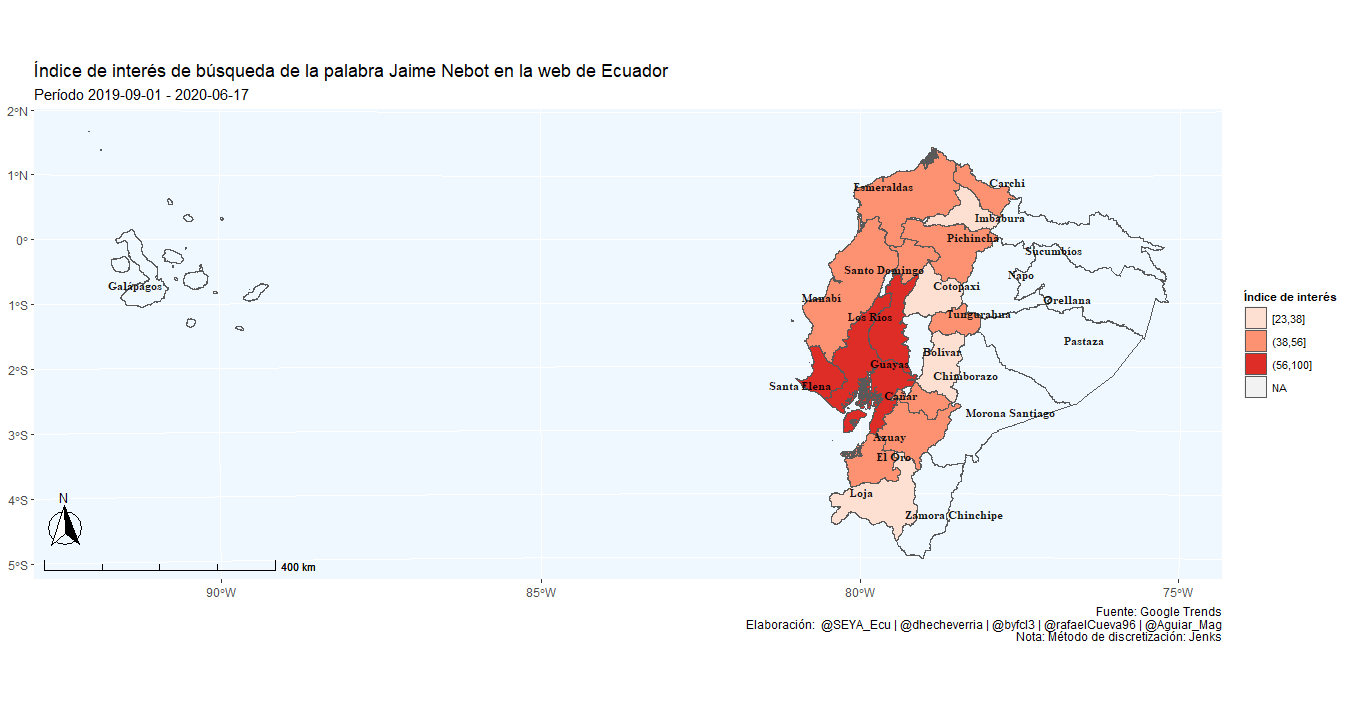 Índice de interés de búsqueda de la palabra Jaime Nebot en la web de Ecuador
Período 2019-09-01 - 2020-06-17
2°N
1°N
0°
1°S
2°S
3°S
4°S
5°S
90°W
85°W
80°W
75°W
Esmeraldas
Carchi
Imbabura
Pichincha
Sucumbíos
Santo Domingo
Napo
Galápagos
Cotopaxi
Manabí
Orellana
Los Ríos
Tungurahua
Pastaza
Bolívar
Guayas
Chimborazo
Santa Elena
Cañar
Morona Santiago
Azuay
El Oro
Loja
Zamora Chinchipe
N
400 km
Índice de interés
[23,38]
(38,56]
(56,100]
NA
Fuente: Google Trends
Elaboración: @SEYA_Ecu | @dhecheverria | @byfcl3 | @rafaelCueva96 | @Aguiar_Mag
Nota: Método de discretización: Jenks